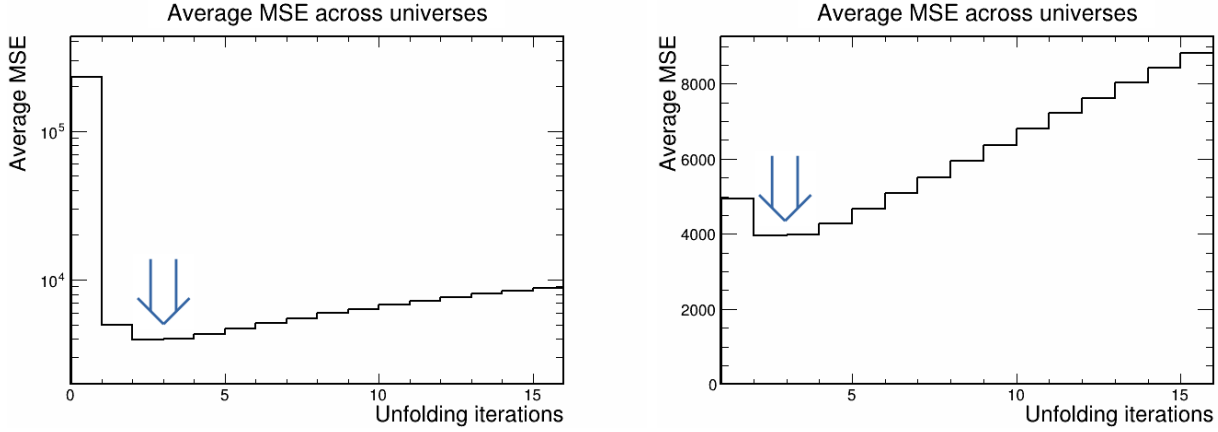 Average MSE across universes
Average MSE
10^5
10^4
0 5 10 15
Unfolding iterations
Average MSE across universes
Average MSE
8000
6000
4000
2000
0
5 10 15
Unfolding iterations